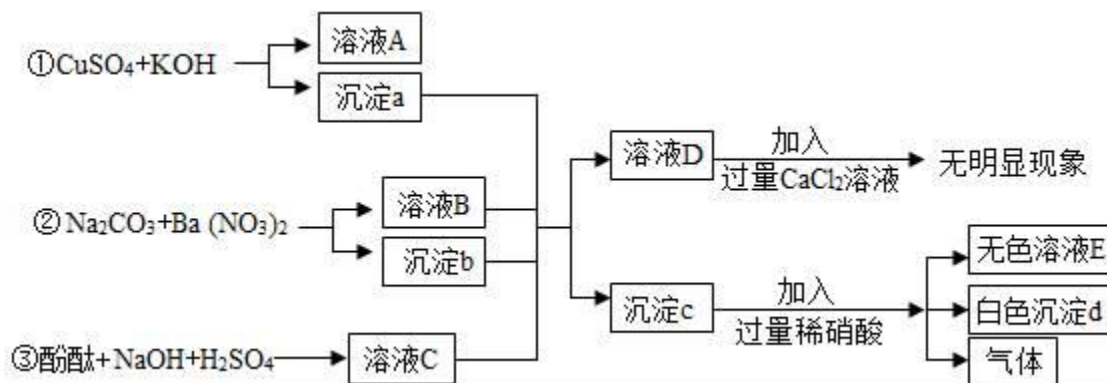 ①CuSO₄+KOH
溶液A
沉淀a
②Na₂CO₃+Ba (NO₃)₂
溶液B
沉淀b
③酚酞+NaOH+H₂SO₄
溶液C
溶液D
加入
过量CaCl₂溶液
无明显现象
沉淀c
加入
过量稀硝酸
无色溶液E
白色沉淀d
气体